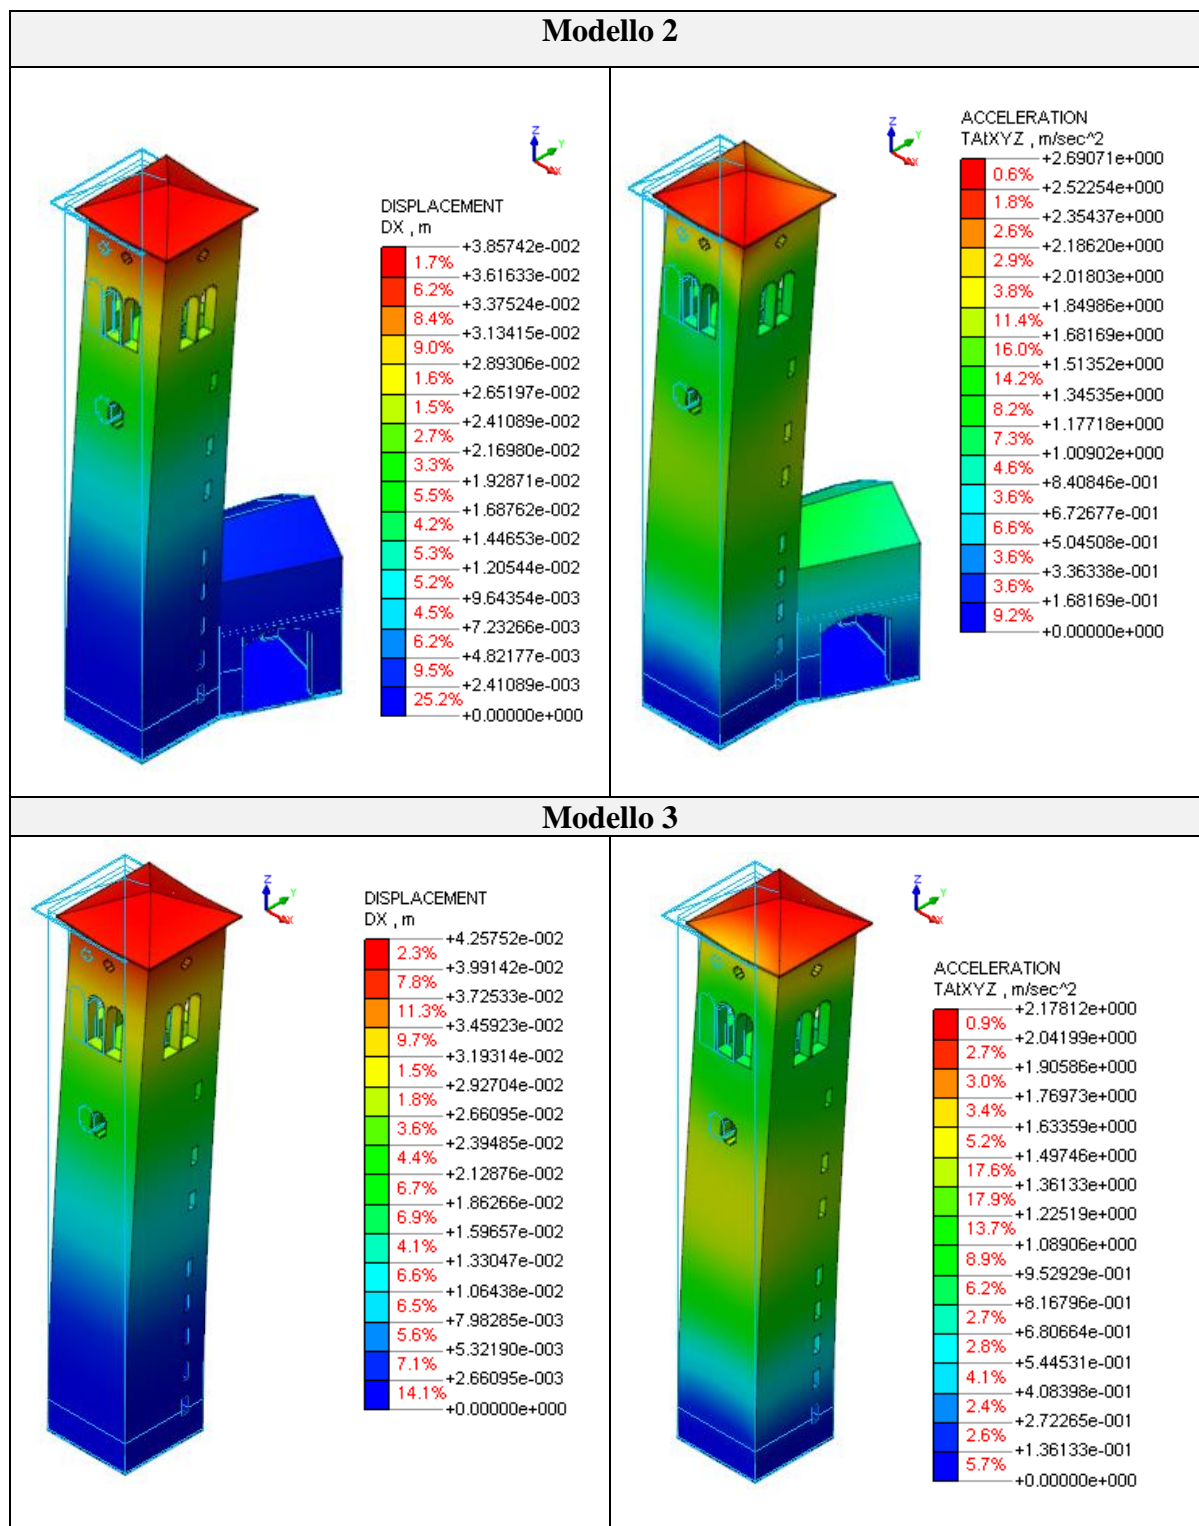 Modello 2
Z
Y
X
DISPLACEMENT
DX , m
+3.85742e-002
1.7%
+3.61633e-002
6.2%
+3.37524e-002
8.4%
+3.13415e-002
9.0%
+2.89306e-002
1.6%
+2.65197e-002
1.5%
+2.41089e-002
2.7%
+2.16980e-002
3.3%
+1.92871e-002
5.5%
+1.68762e-002
4.2%
+1.44653e-002
5.3%
+1.20544e-002
5.2%
+9.64354e-003
4.5%
+7.23266e-003
6.2%
+4.82177e-003
9.5%
+2.41089e-003
25.2%
+0.00000e+000
Z
Y
X
ACCELERATION
TAtXYZ , m/sec^2
+2.69071e+000
0.6%
+2.52254e+000
1.8%
+2.35437e+000
2.6%
+2.18620e+000
2.9%
+2.01803e+000
3.8%
+1.84986e+000
11.4%
+1.68169e+000
16.0%
+1.51352e+000
14.2%
+1.34535e+000
8.2%
+1.17718e+000
7.3%
+1.00902e+000
4.6%
+8.40846e-001
3.6%
+6.72677e-001
6.6%
+5.04508e-001
3.6%
+3.36338e-001
3.6%
+1.68169e-001
9.2%
+0.00000e+000
Modello 3
Z
Y
X
DISPLACEMENT
DX , m
+4.25752e-002
2.3%
+3.99142e-002
7.8%
+3.72533e-002
11.3%
+3.45923e-002
9.7%
+3.19314e-002
1.5%
+2.92704e-002
1.8%
+2.66095e-002
3.6%
+2.39485e-002
4.4%
+2.12876e-002
6.7%
+1.86266e-002
6.9%
+1.59657e-002
4.1%
+1.33047e-002
6.6%
+1.06438e-002
6.5%
+7.98285e-003
5.6%
+5.32190e-003
7.1%
+2.66095e-003
14.1%
+0.00000e+000
Z
Y
X
ACCELERATION
TAtXYZ , m/sec^2
+2.17812e+000
0.9%
+2.04199e+000
2.7%
+1.90586e+000
3.0%
+1.76973e+000
3.4%
+1.63359e+000
5.2%
+1.49746e+000
17.6%
+1.36133e+000
17.9%
+1.22519e+000
13.7%
+1.08906e+000
8.9%
+9.52929e-001
6.2%
+8.16796e-001
2.7%
+6.80664e-001
2.8%
+5.44531e-001
4.1%
+4.08398e-001
2.4%
+2.72265e-001
2.6%
+1.36133e-001
5.7%
+0.00000e+000